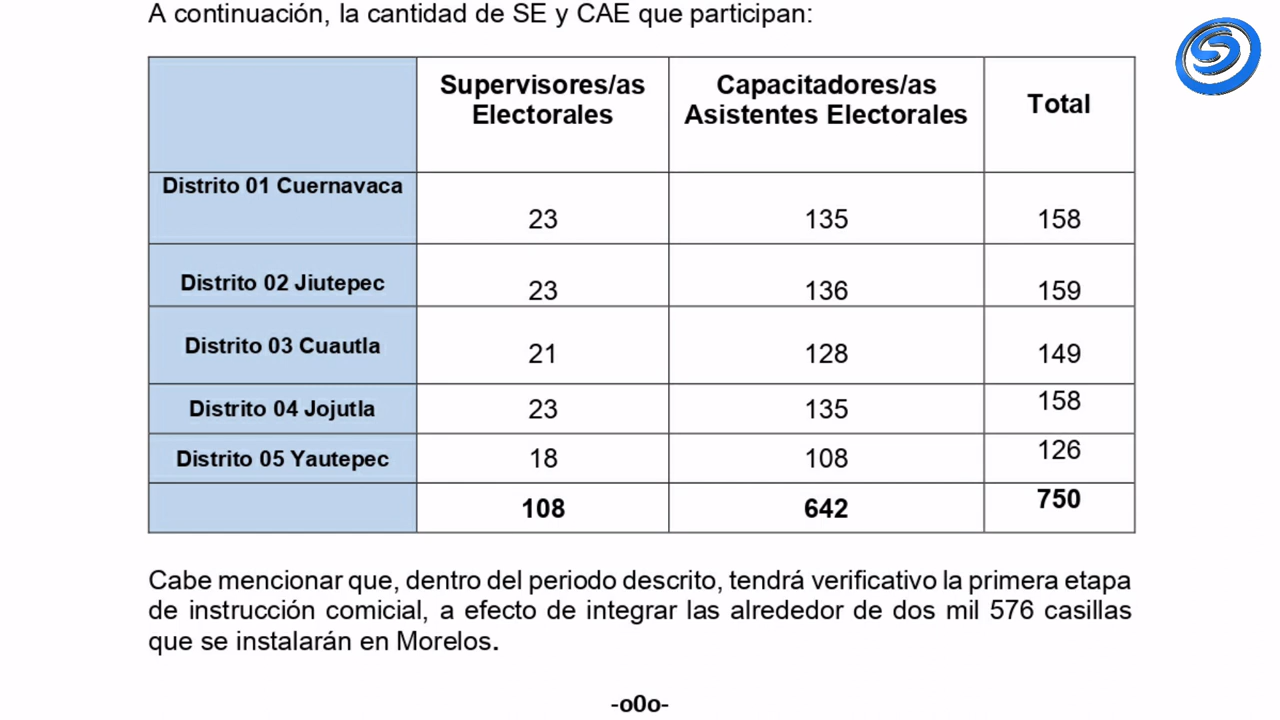 A continuación, la cantidad de SE y CAE que participan:
Supervisores/as Electorales Capacitadores/as Asistentes Electorales Total
Distrito 01 Cuernavaca 23 135 158
Distrito 02 Jiutepec 23 136 159
Distrito 03 Cuautla 21 128 149
Distrito 04 Jojutla 23 135 158
Distrito 05 Yautepec 18 108 126
108 642 750
Cabe mencionar que, dentro del periodo descrito, tendrá verificativo la primera etapa
de instrucción comicial, a efecto de integrar las alrededor de dos mil 576 casillas
que se instalarán en Morelos.
-o0o-